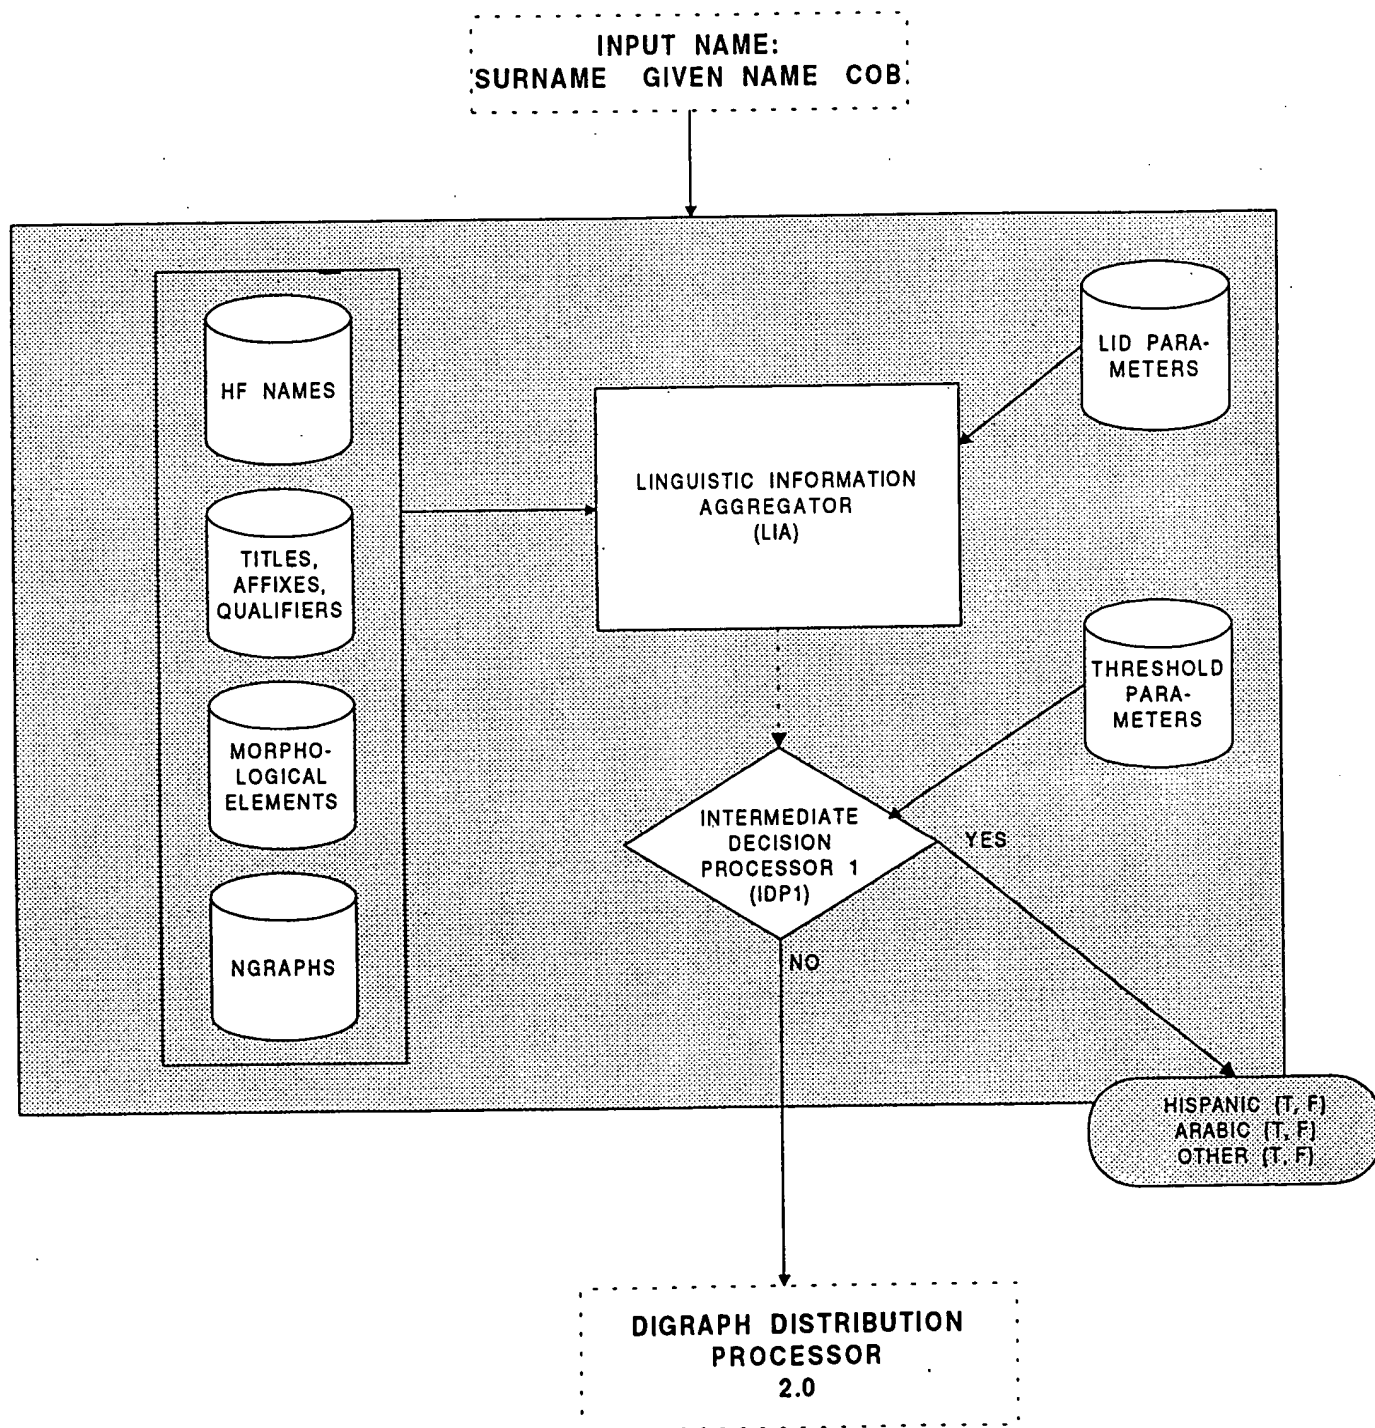 INPUT NAME:
SURNAME GIVEN NAME COB
HF NAMES
TITLES,
AFFIXES,
QUALIFIERS
MORPHO-
LOGICAL
ELEMENTS
NGRAPHS
LINGUISTIC INFORMATION
AGGREGATOR
(LIA)
LID PARA-
METERS
THRESHOLD
PARA-
METERS
INTERMEDIATE
DECISION
PROCESSOR 1
(IDP1)
YES
NO
HISPANIC {T, F}
ARABIC {T, F}
OTHER {T, F}
DIGRAPH DISTRIBUTION
PROCESSOR
2.0